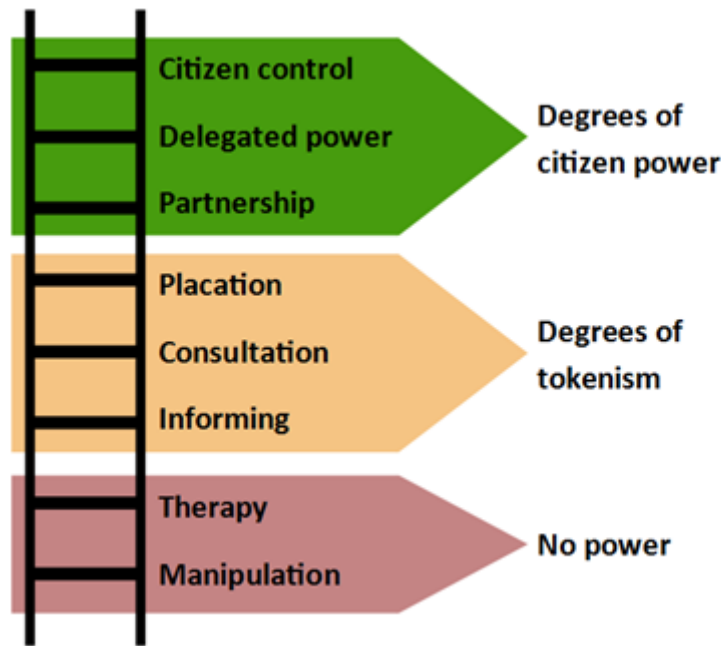 Citizen control
Delegated power
Partnership
Degrees of
citizen power
Placation
Consultation
Informing
Degrees of
tokenism
Therapy
Manipulation
No power